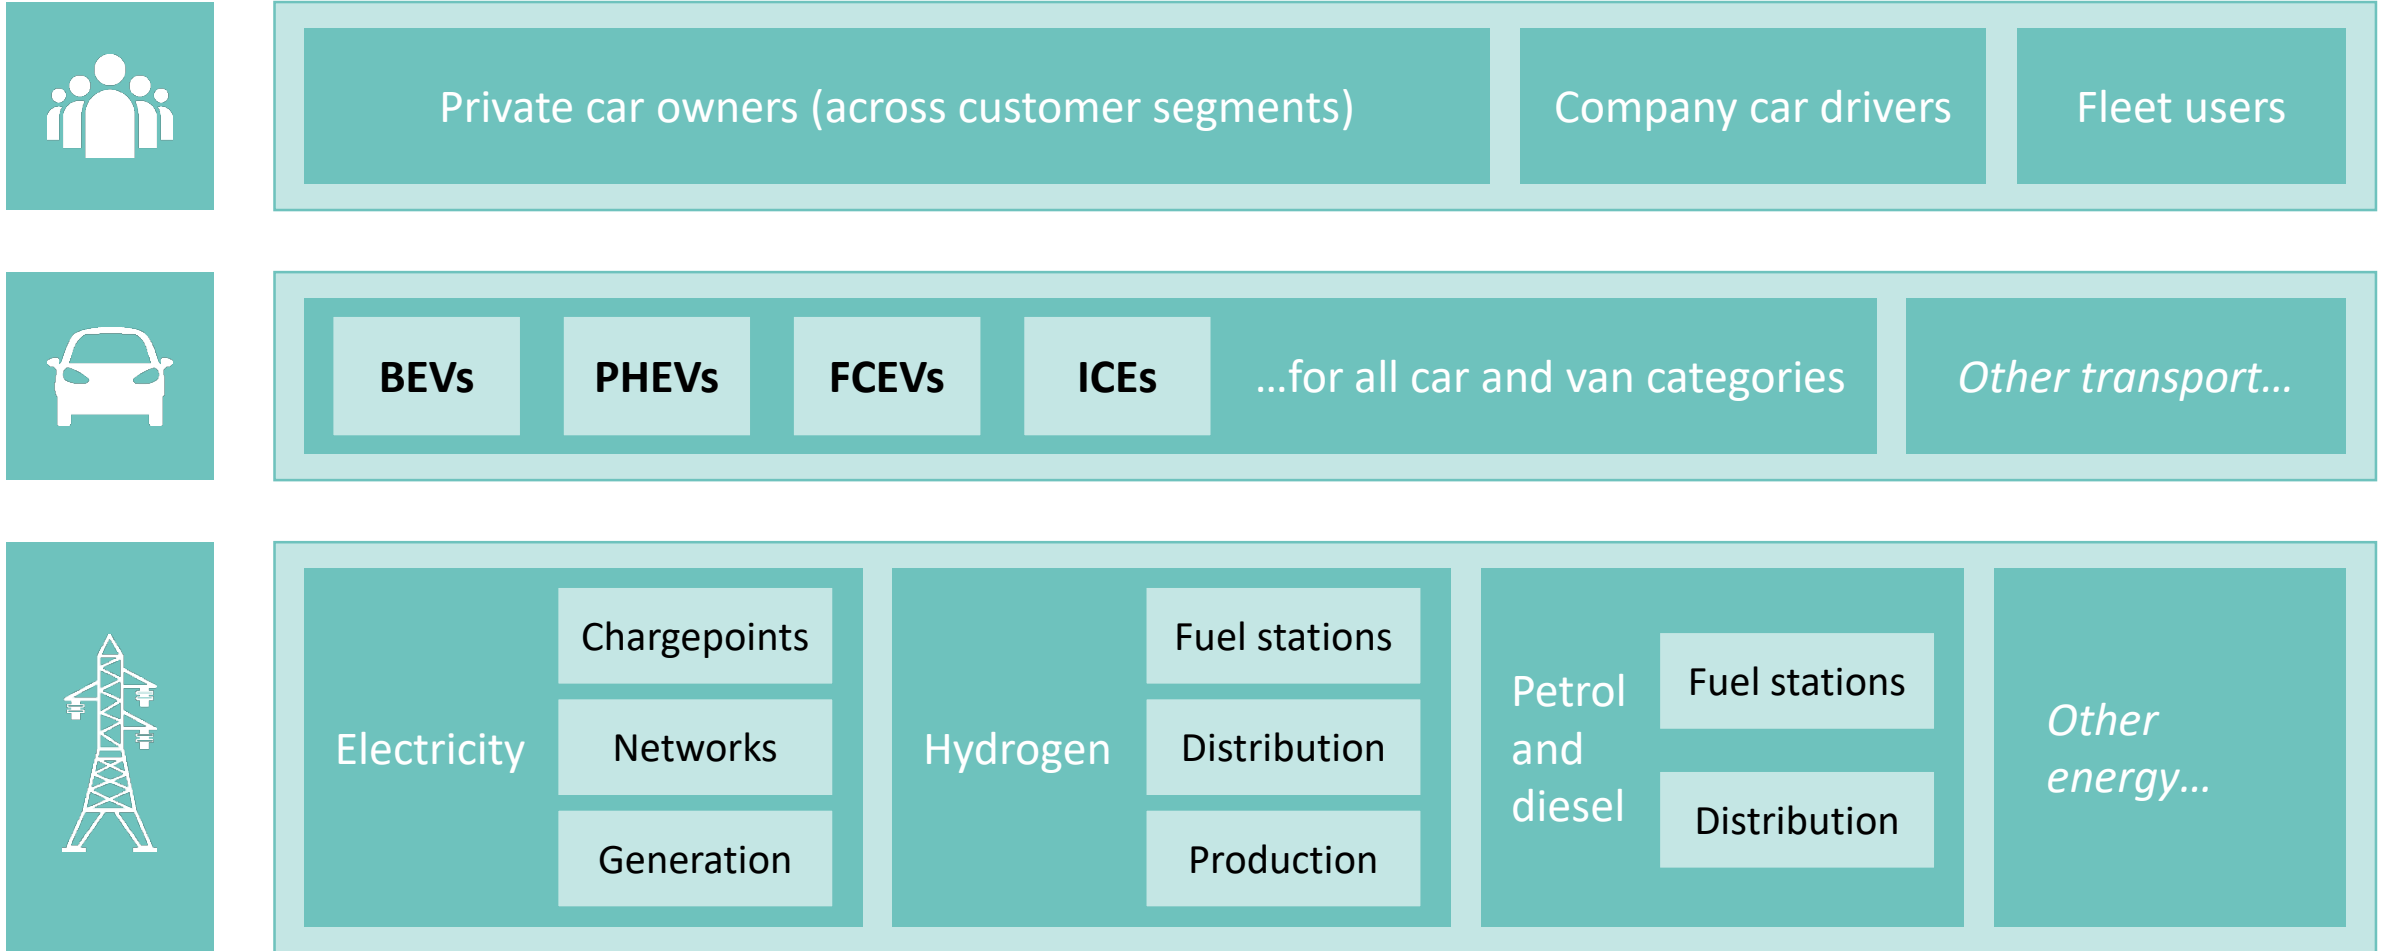 Private car owners (across customer segments)
Company car drivers
Fleet users
BEVs
PHEVs
FCEVs
ICEs
...for all car and van categories
Other transport...
Electricity
Chargepoints
Networks
Generation
Hydrogen
Fuel stations
Distribution
Production
Petrol
and
diesel
Fuel stations
Distribution
Other
energy...